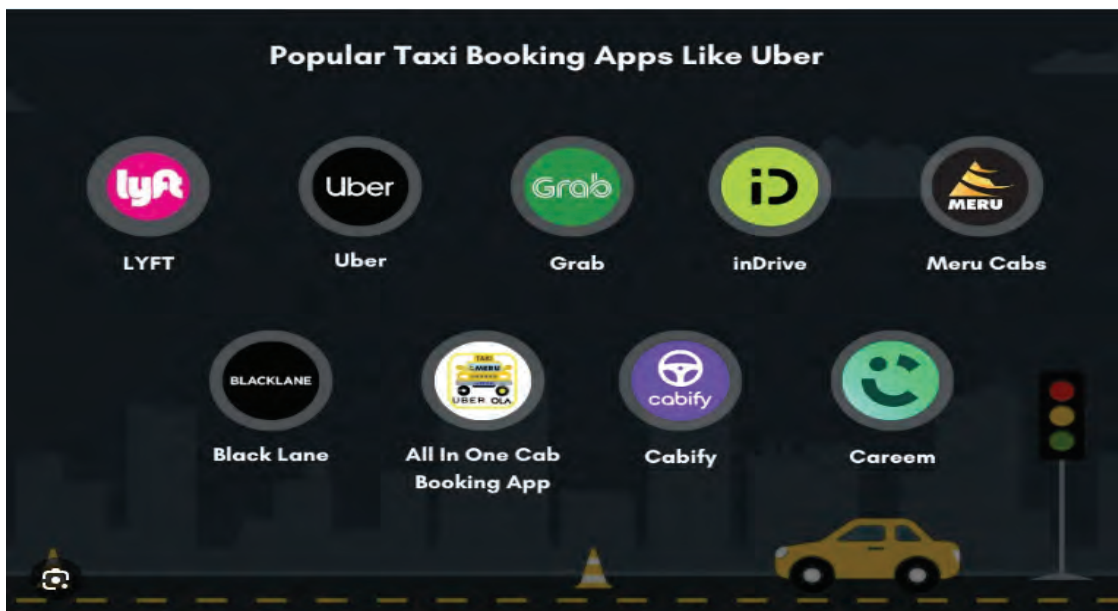 Popular Taxi Booking Apps Like Uber
lyft
Uber
Grab
iD
MERU
LYFT
Uber
Grab
inDrive
Meru Cabs
BLACKLANE
TAXI
MERU
UBER OLA
cabify
Black Lane
All In One Cab
Booking App
Cabify
Careem